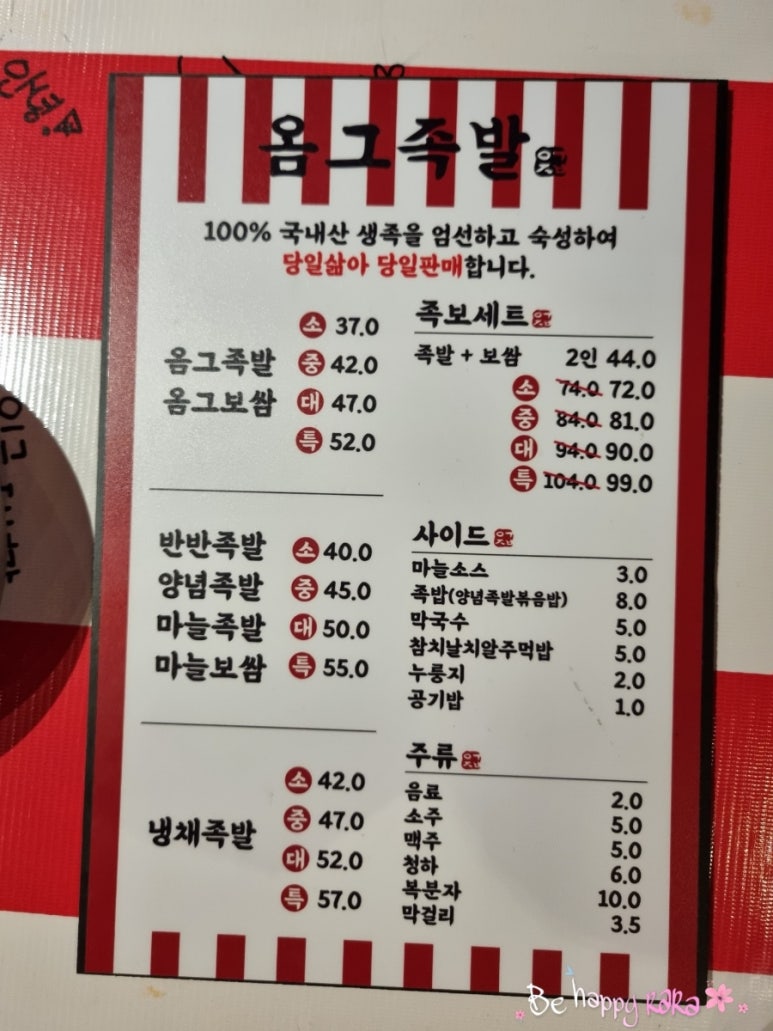 안녕!
옴그족발
100% 국내산 생족을 엄선하고 숙성하여
당일삶아 당일판매합니다.
옴그족발
옴그보쌈
소 37.0
중 42.0
대 47.0
특 52.0
반반족발 소 40.0
양념족발 중 45.0
마늘족발 대 50.0
마늘보쌈 특 55.0
냉채족발
소 42.0
중 47.0
대 52.0
특 57.0
족보세트
족발 + 보쌈 2인 44.0
소 74.0 72.0
중 84.0 81.0
대 94.0 90.0
특 104.0 99.0
사이드
마늘소스 3.0
족밥(양념족발볶음밥) 8.0
막국수 5.0
참치날치알주먹밥 5.0
누룽지 2.0
공기밥 1.0
주류
음료 2.0
소주 5.0
맥주 5.0
청하 6.0
복분자 10.0
막걸리 3.5
Be happy RaRa